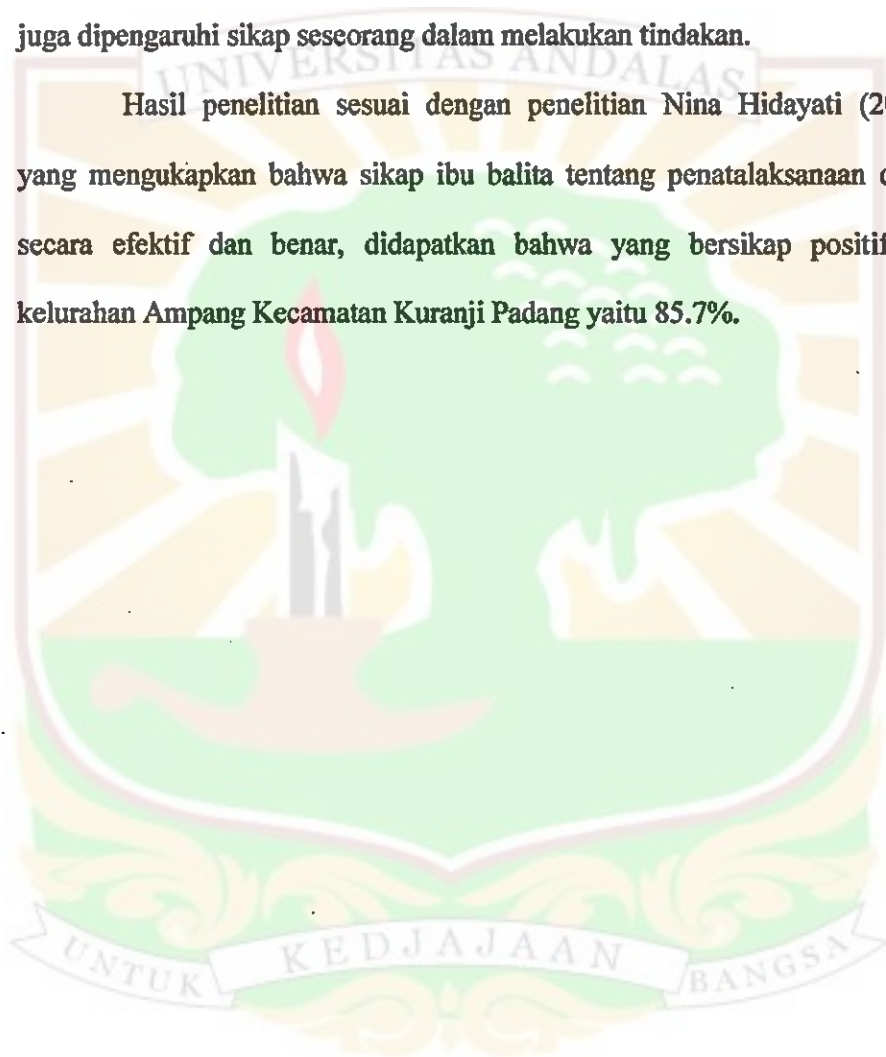 juga dipengaruhi sikap seseorang dalam melakukan tindakan.
UNIVERSITAS ANDALAS
Hasil penelitian sesuai dengan penelitian Nina Hidayati
yang mengukapkan bahwa sikap ibu balita tentang penatalaksanaan
secara efektif dan benar, didapatkan bahwa yang bersikap positif
kelurahan Ampang Kecamatan Kuranji Padang yaitu 85.7%.
UNTUK KEDJAJAAN BANGSA